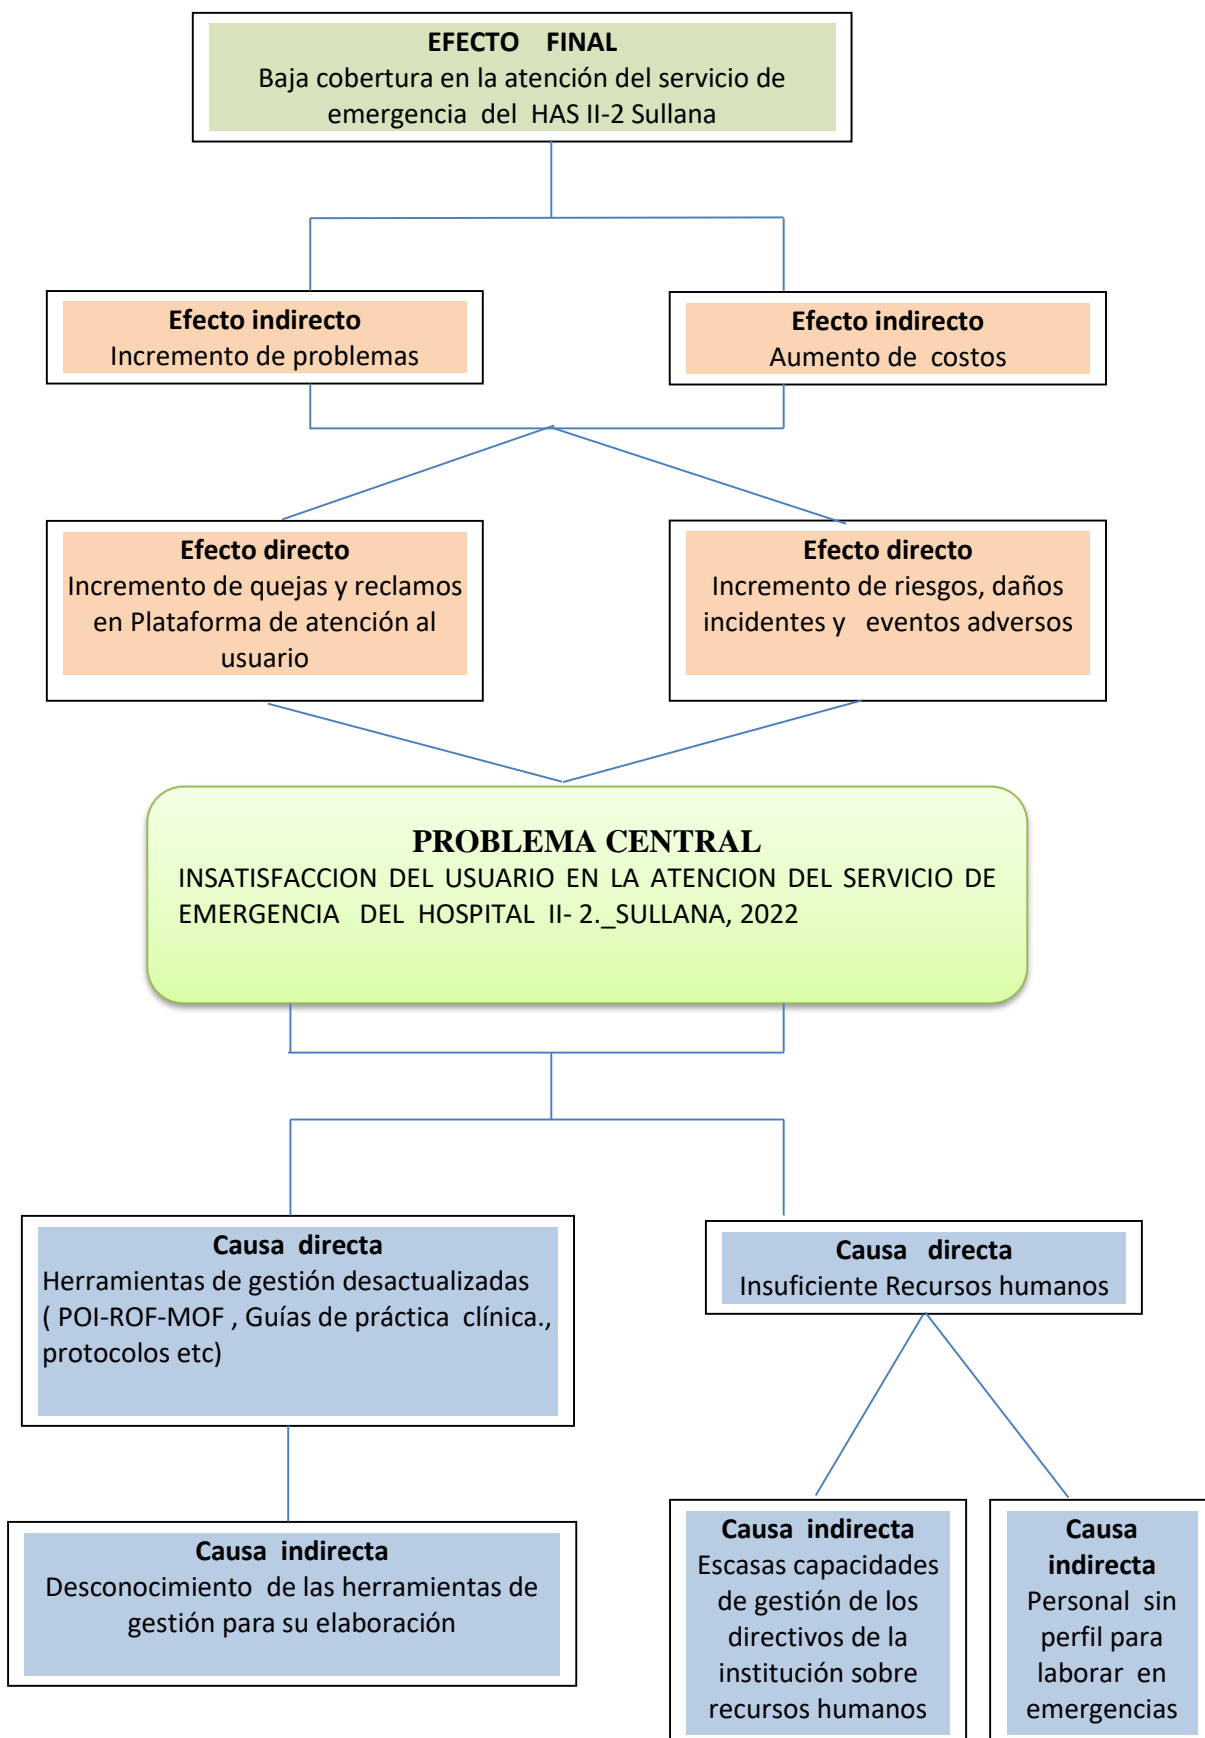 EFECTO FINAL
Baja cobertura en la atención del servicio de
emergencia del HAS II-2 Sullana
Efecto indirecto
Incremento de problemas
Efecto indirecto
Aumento de costos
Efecto directo
Incremento de quejas y reclamos
en Plataforma de atención al
usuario
Efecto directo
Incremento de riesgos, daños
incidentes y eventos adversos
PROBLEMA CENTRAL
INSATISFACCION DEL USUARIO EN LA ATENCION DEL SERVICIO DE
EMERGENCIA DEL HOSPITAL II- 2._SULLANA, 2022
Causa directa
Herramientas de gestión desactualizadas
( POI-ROF-MOF , Guías de práctica clínica.,
protocolos etc)
Causa directa
Insuficiente Recursos humanos
Causa indirecta
Desconocimiento de las herramientas de
gestión para su elaboración
Causa indirecta
Escasas capacidades
de gestión de los
directivos de la
institución sobre
recursos humanos
Causa
indirecta
Personal sin
perfil para
laborar en
emergencias